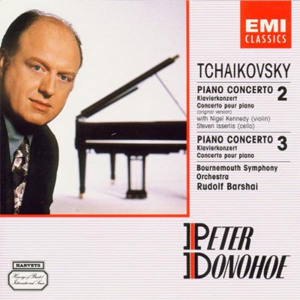 EMI
CLASSICS
TCHAIKOVSKY
PIANO CONCERTO 2
Klavierkonzert
Concerto pour piano
(original version)
with Nigel Kennedy (violin)
Steven Isserlis (cello)
PIANO CONCERTO 3
Klavierkonzert
Concerto pour piano
Bournemouth Symphony
Orchestra
Rudolf Barshai
PETER
DONOHOE
HARVEYS